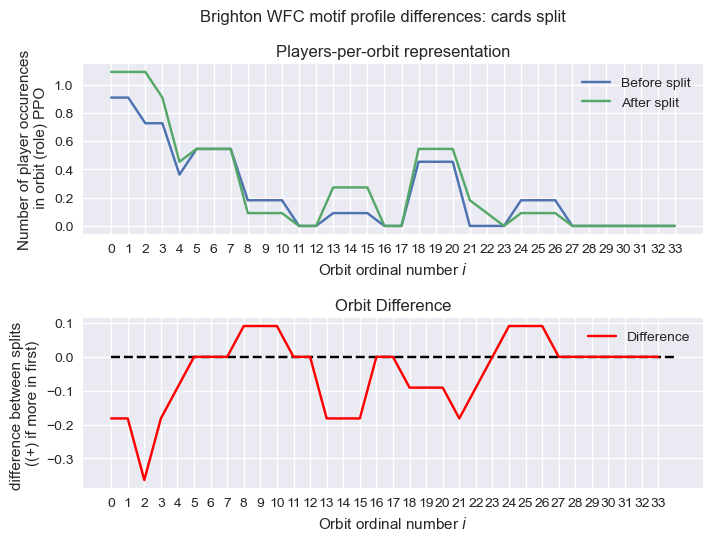 Brighton WFC motif profile differences: cards split
Players-per-orbit representation
Number of player occurences
in orbit (role) PPO
1.0
0.8
0.6
0.4
0.2
0.0
Before split
After split
0 1 2 3 4 5 6 7 8 9 10 11 12 13 14 15 16 17 18 19 20 21 22 23 24 25 26 27 28 29 30 31 32 33
Orbit ordinal number i
Orbit Difference
difference between splits
((+) if more in first)
0.1
0.0
−0.1
−0.2
−0.3
Difference
0 1 2 3 4 5 6 7 8 9 10 11 12 13 14 15 16 17 18 19 20 21 22 23 24 25 26 27 28 29 30 31 32 33
Orbit ordinal number i